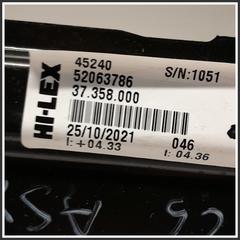 45240
S/N:1051
52063786
37.358.000
HI-LEX
25/10/2021
046
I: +04.33
I: 04.36